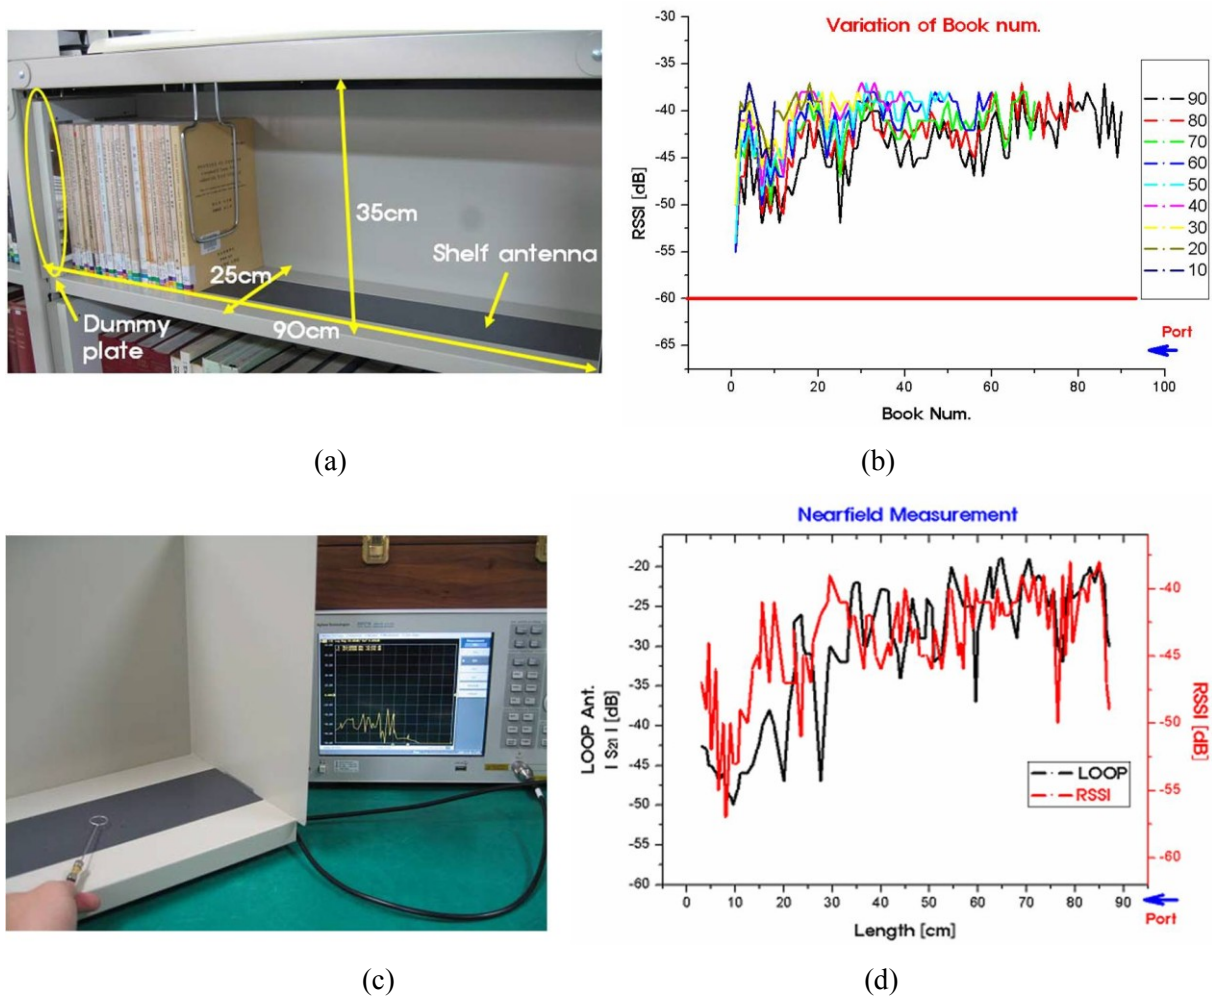 35cm
Shelf antenna
25cm
90cm
Dummy
plate
(a)
Variation of Book num.
RSSI [dB]
-30
-35
-40
-45
-50
-55
-60
-65
0
20
40
60
80
100
Book Num.
90
80
70
60
50
40
30
20
10
Port
(b)
(c)
Nearfield Measurement
LOOP Ant.
| S21 | [dB]
-20
-25
-30
-35
-40
-45
-50
-55
-60
0
10
20
30
40
50
60
70
80
90
Length [cm]
-40
-50
-60
RSSI
[dB]
LOOP
RSSI
Port
(d)